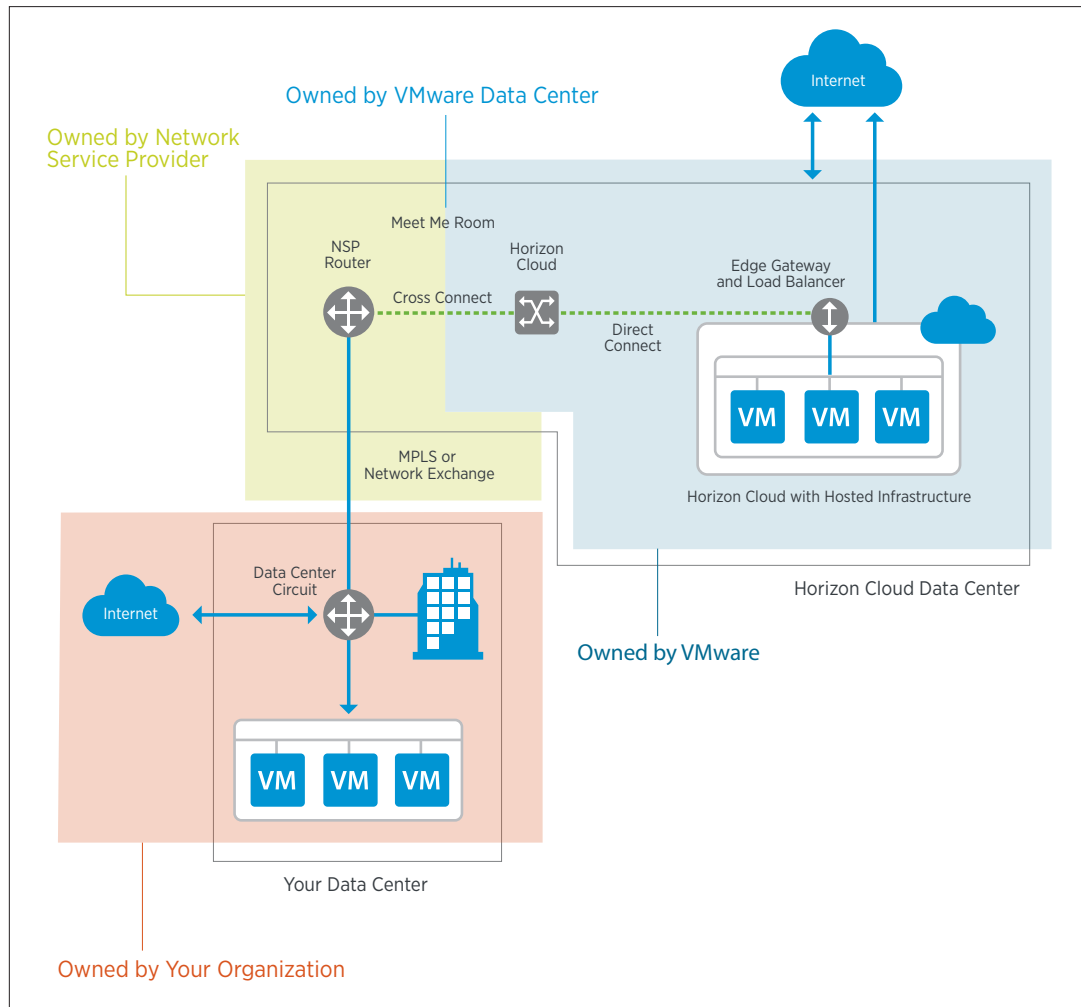 Internet
Owned by VMware Data Center
Owned by Network
Service Provider
Meet Me Room
NSP
Router
Horizon
Cloud
Edge Gateway
and Load Balancer
Cross Connect
Direct
Connect
VM
VM
VM
MPLS or
Network Exchange
Horizon Cloud with Hosted Infrastructure
Data Center
Circuit
Internet
Horizon Cloud Data Center
Owned by VMware
VM
VM
VM
Your Data Center
Owned by Your Organization